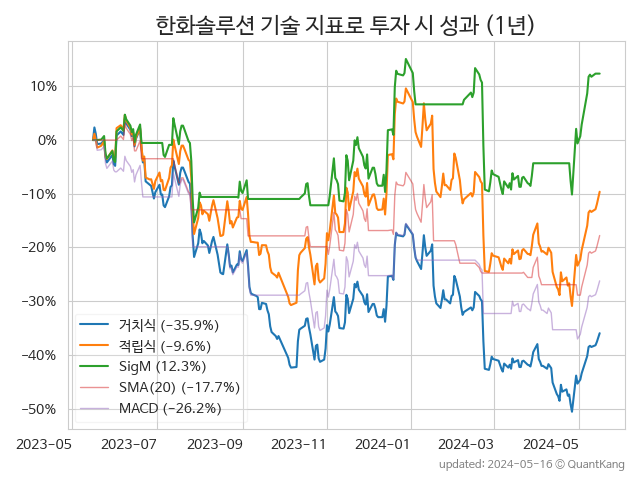 한화솔루션 기술 지표로 투자 시 성과 (1년)
10%
0%
−10%
−20%
−30%
−40%
−50%
거치식 (−35.9%)
적립식 (−9.6%)
SigM (12.3%)
SMA(20) (−17.7%)
MACD (−26.2%)
2023-05 2023-07 2023-09 2023-11 2024-01 2024-03 2024-05
updated: 2024-05-16 © QuantKang